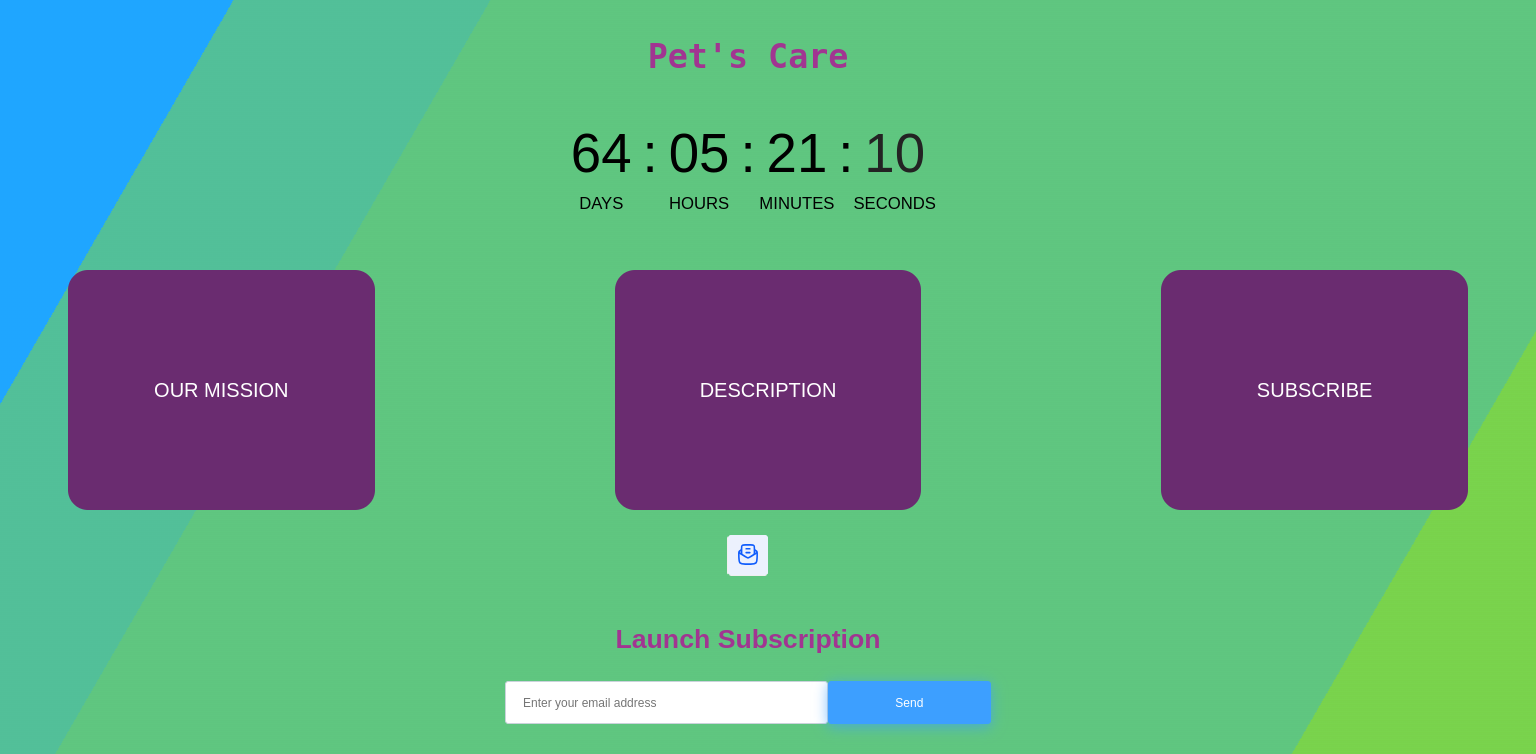 Pet's Care
64 : 05 : 21 : 10
DAYS HOURS MINUTES SECONDS
OUR MISSION
DESCRIPTION
SUBSCRIBE
Launch Subscription
Enter your email address
Send